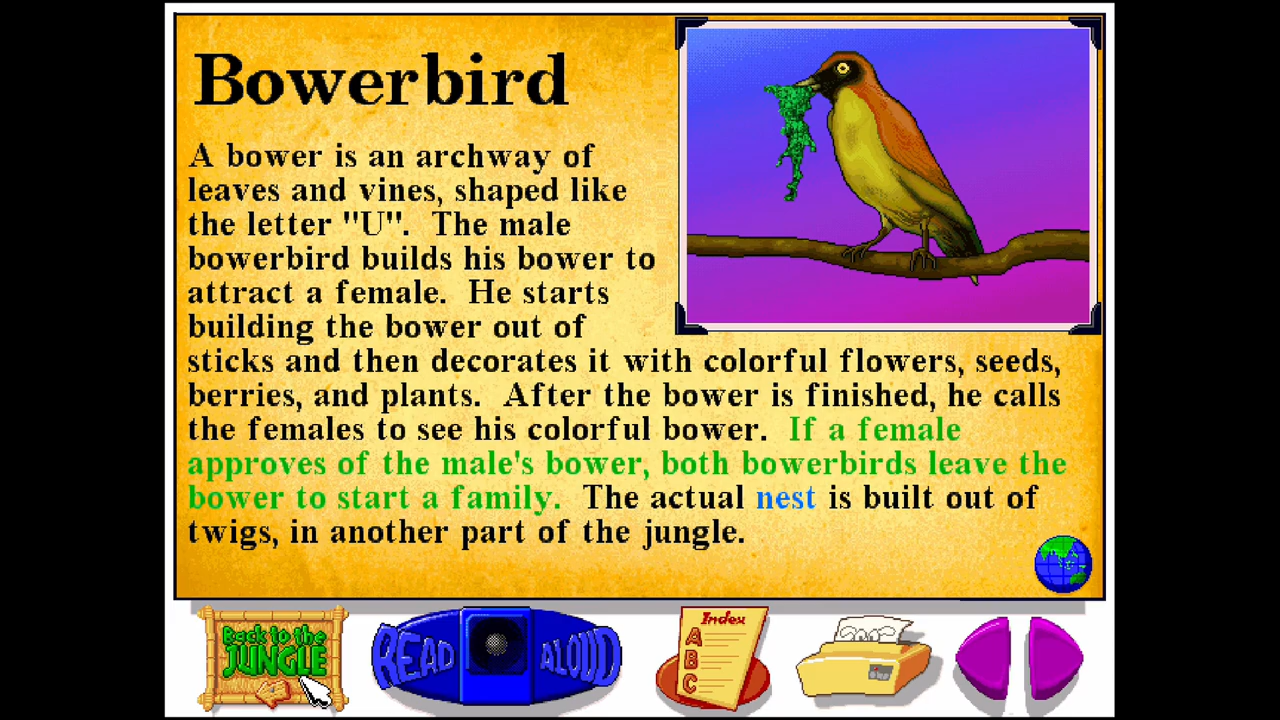 Bowerbird
A bower is an archway of
leaves and vines, shaped like
the letter "U".  The male
bowerbird builds his bower to
attract a female.  He starts
building the bower out of
sticks and then decorates it with colorful flowers, seeds,
berries, and plants.  After the bower is finished, he calls
the females to see his colorful bower.  If a female
approves of the male's bower, both bowerbirds leave the
bower to start a family.  The actual nest is built out of
twigs, in another part of the jungle.
Back to the
JUNGLE
READ ALOUD
Index
A
B
C